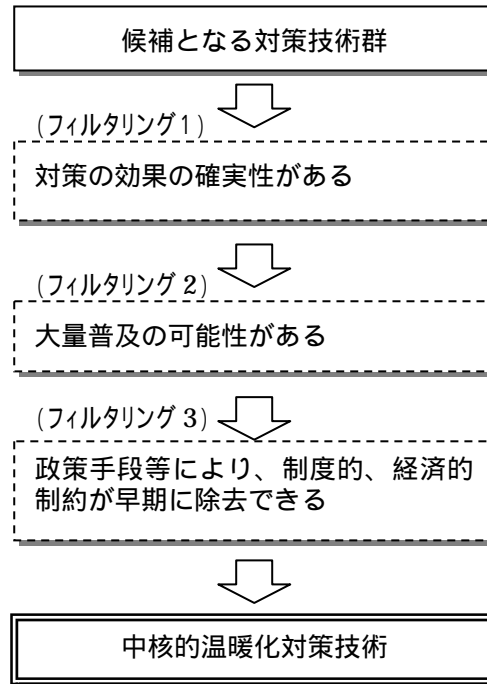 候補となる対策技術群
(フィルタリング1)
対策の効果の確実性がある
(フィルタリング2)
大量普及の可能性がある
(フィルタリング3)
政策手段等により、制度的、経済的
制約が早期に除去できる
中核的温暖化対策技術